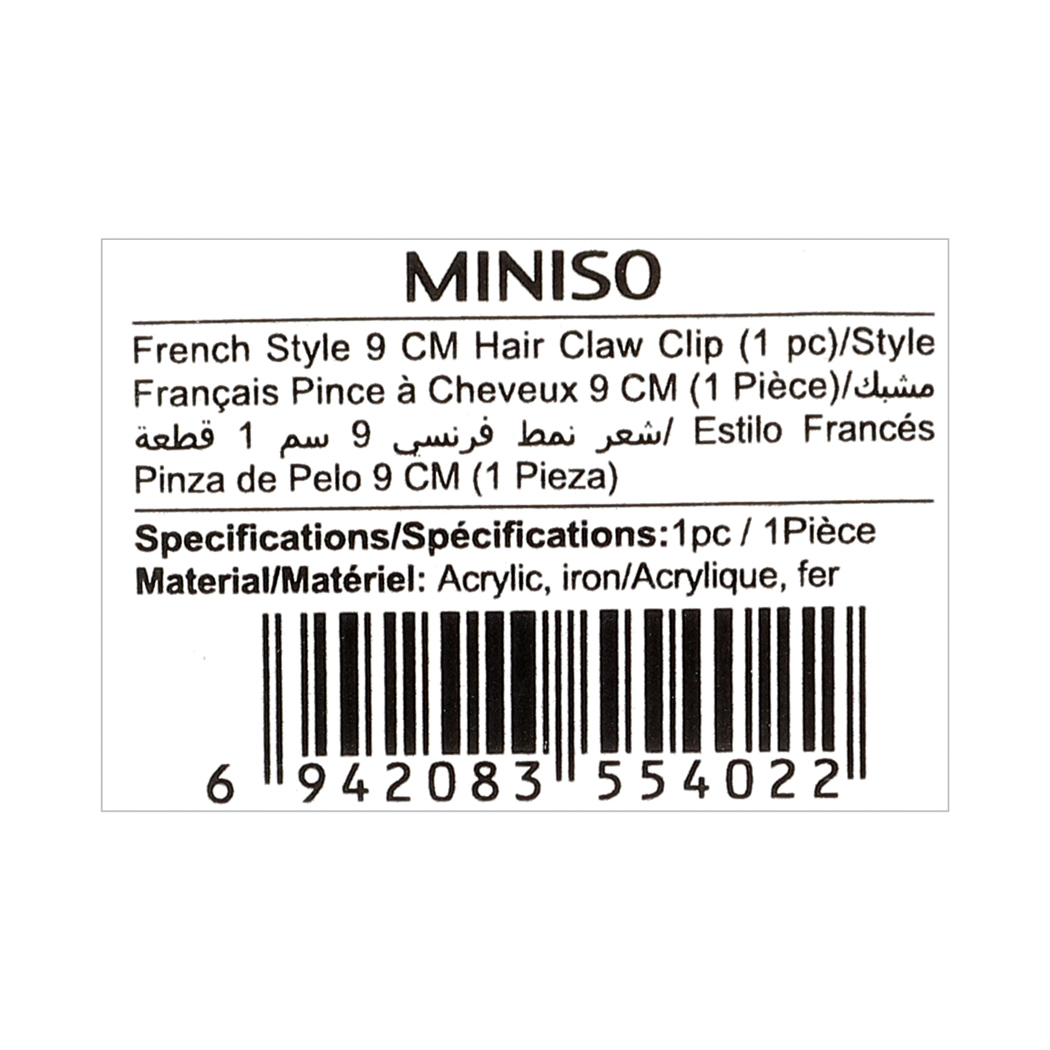 MINISO
French Style 9 CM Hair Claw Clip (1 pc)/Style
Français Pince à Cheveux 9 CM (1 Pièce)/مشبك
شعر نمط فرنسي 9 سم 1 قطعة/ Estilo Francés
Pinza de Pelo 9 CM (1 Pieza)
Specifications/Spécifications:1pc / 1Pièce
Material/Matériel: Acrylic, iron/Acrylique, fer
6 942083 554022